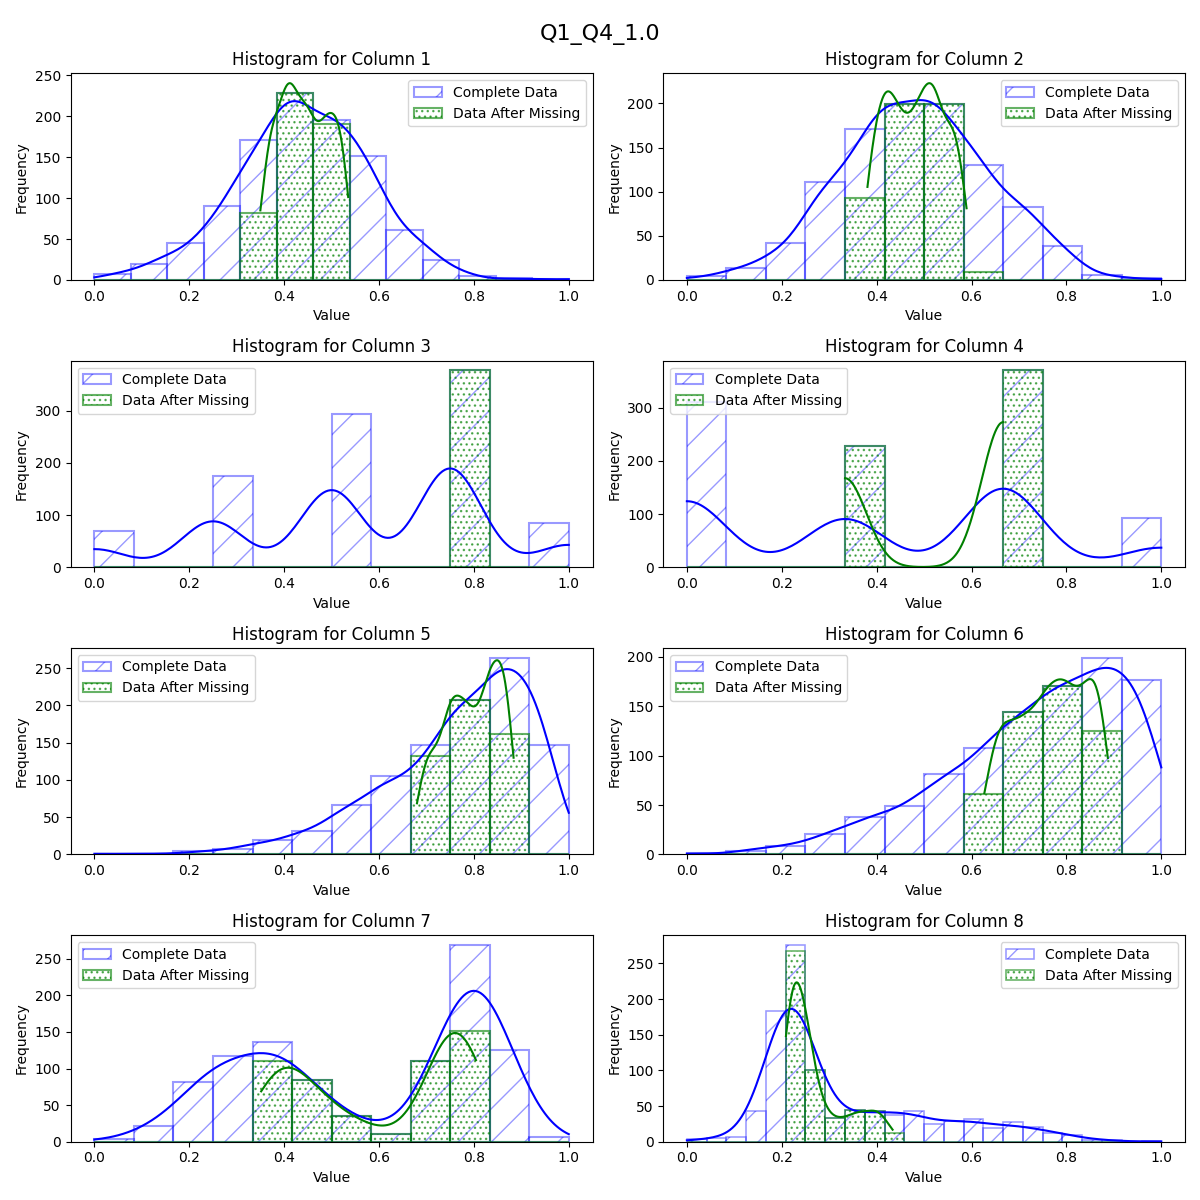 Q1_Q4_1.0
Histogram for Column 1
Frequency
250
200
150
100
50
0
0.0 0.2 0.4 0.6 0.8 1.0
Value
Complete Data
Data After Missing
Histogram for Column 2
Frequency
200
150
100
50
0
0.0 0.2 0.4 0.6 0.8 1.0
Value
Complete Data
Data After Missing
Histogram for Column 3
Frequency
300
200
100
0
0.0 0.2 0.4 0.6 0.8 1.0
Value
Complete Data
Data After Missing
Histogram for Column 4
Frequency
300
200
100
0
0.0 0.2 0.4 0.6 0.8 1.0
Value
Complete Data
Data After Missing
Histogram for Column 5
Frequency
250
200
150
100
50
0
0.0 0.2 0.4 0.6 0.8 1.0
Value
Complete Data
Data After Missing
Histogram for Column 6
Frequency
200
150
100
50
0
0.0 0.2 0.4 0.6 0.8 1.0
Value
Complete Data
Data After Missing
Histogram for Column 7
Frequency
250
200
150
100
50
0
0.0 0.2 0.4 0.6 0.8 1.0
Value
Complete Data
Data After Missing
Histogram for Column 8
Frequency
250
200
150
100
50
0
0.0 0.2 0.4 0.6 0.8 1.0
Value
Complete Data
Data After Missing